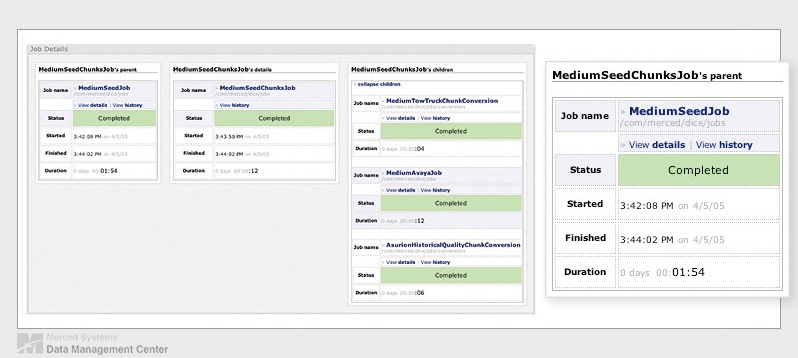 Job Details
MediumSeedChunksJob's parent
Job name
» MediumSeedJob
/com/merced/dice/jobs
» View details | View history
Status Completed
Started 3:42:08 PM on 4/5/05
Finished 3:44:02 PM on 4/5/05
Duration 0 days 00:01:54
MediumSeedChunksJob's details
Job name
» MediumSeedChunksJob
/com/merced/dice/jobs
» View history
Status Completed
Started 3:43:50 PM on 4/5/05
Finished 3:44:02 PM on 4/5/05
Duration 0 days 00:00:12
MediumSeedChunksJob's children
» collapse children
Job name
» MediumTowTruckChunkConversion
/com/merced/dice/jobs/conversions
» View details | View history
Status Completed
Duration 0 days 00:00:04
Job name
» MediumAvayaJob
/com/merced/dice/jobs
» View details | View history
Status Completed
Duration 0 days 00:00:12
Job name
» AsurionHistoricalQualityChunkConversion
/com/merced/dice/jobs/conversions
» View details | View history
Status Completed
Duration 0 days 00:00:06
MediumSeedChunksJob's parent
Job name
» MediumSeedJob
/com/merced/dice/jobs
» View details | View history
Status Completed
Started 3:42:08 PM on 4/5/05
Finished 3:44:02 PM on 4/5/05
Duration 0 days 00:01:54
Merced Systems
Data Management Center